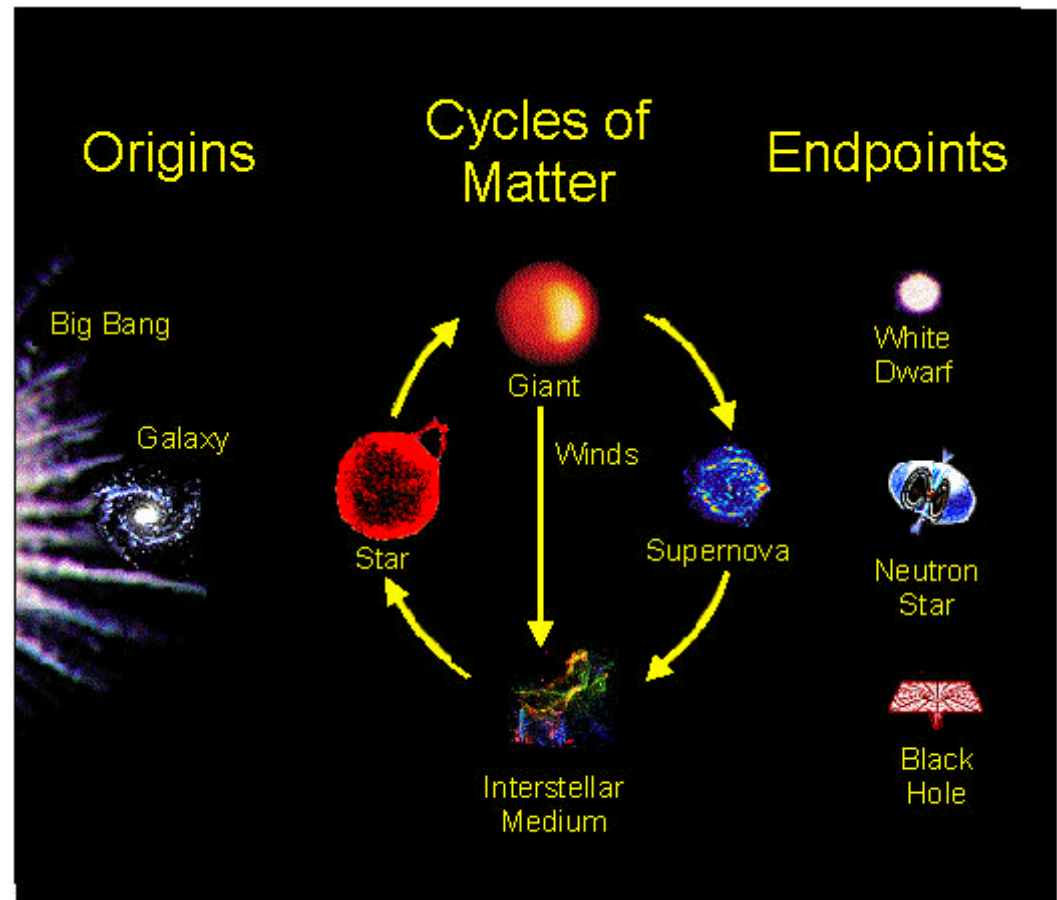 Origins
Cycles of
Matter
Endpoints
Big Bang
Galaxy
Star
Giant
Winds
Supernova
Interstellar
Medium
White
Dwarf
Neutron
Star
Black
Hole